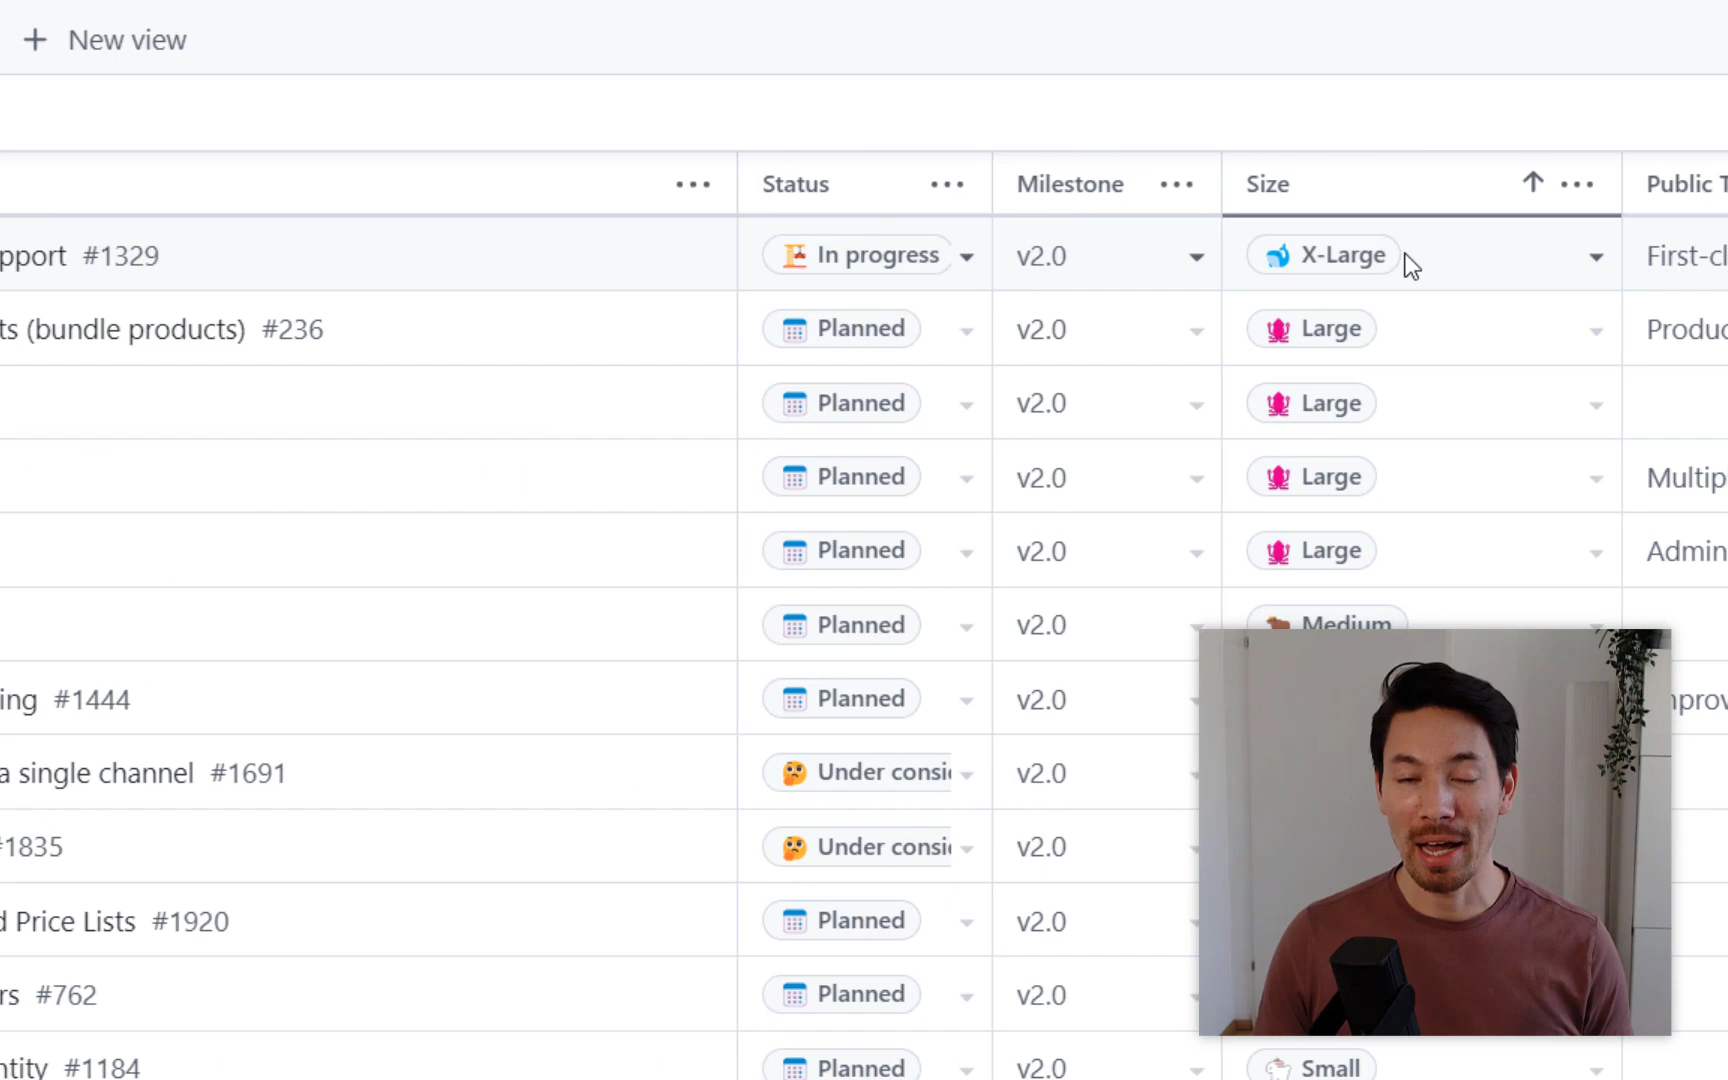 New view
Status Milestone Size Public T
pport #1329 In progress v2.0 X-Large First-cl
ts (bundle products) #236 Planned v2.0 Large Produc
Planned v2.0 Large
Planned v2.0 Large Multip
Planned v2.0 Large Admin
Planned v2.0 Medium
ing #1444 Planned v2.0 mprov
a single channel #1691 Under consi v2.0
#1835 Under consi v2.0
d Price Lists #1920 Planned v2.0
rs #762 Planned v2.0
ntity #1184 Planned v2.0 Small